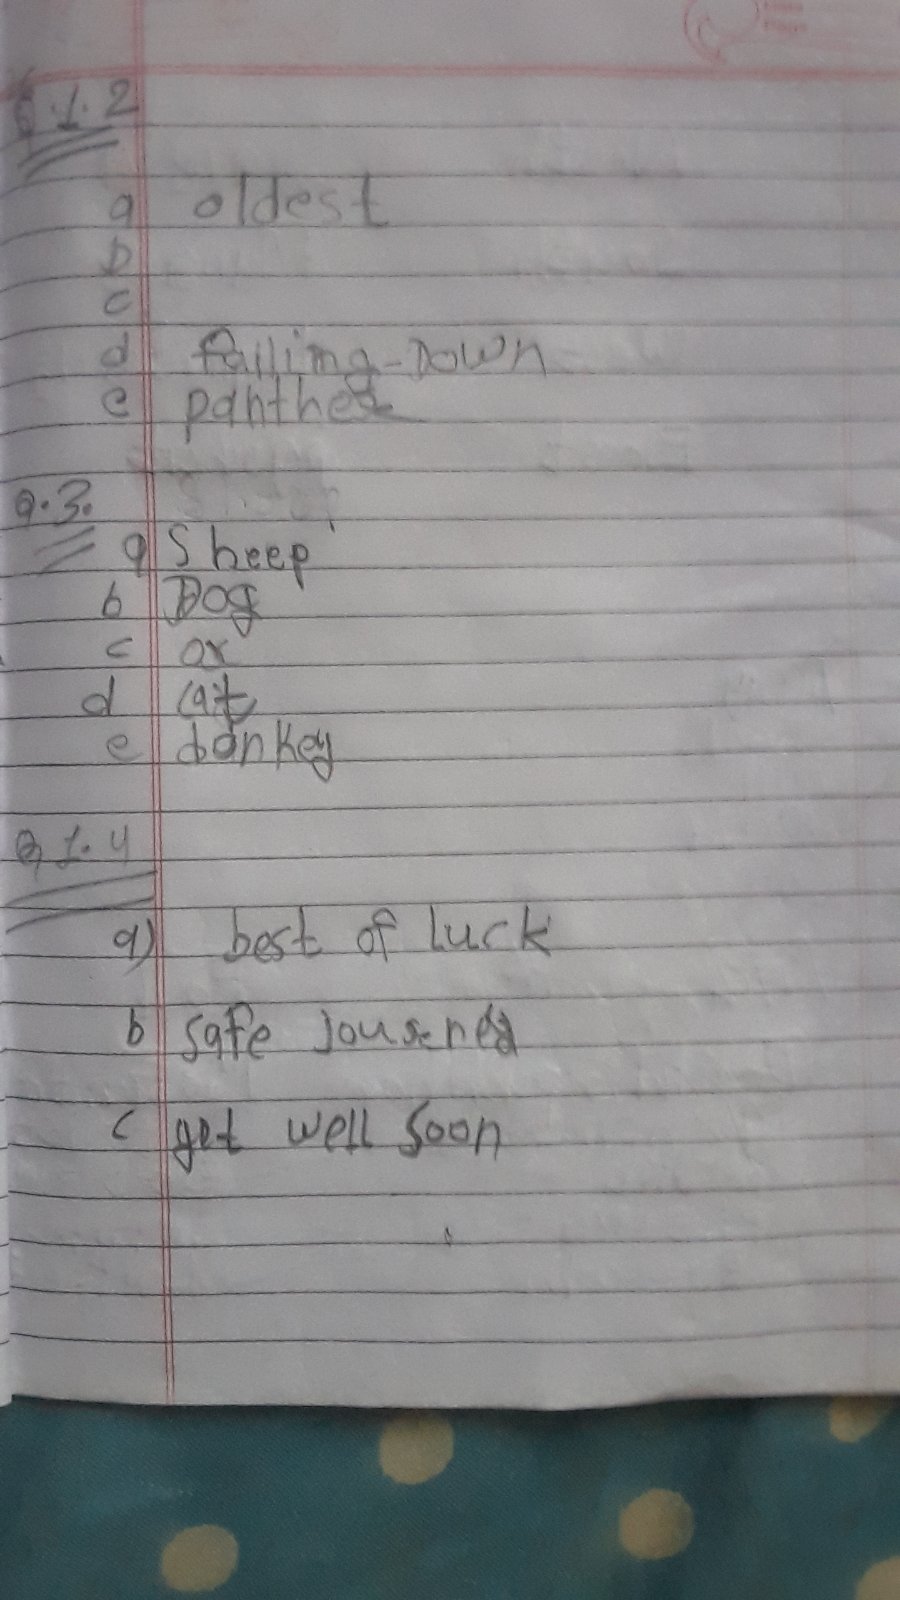 Q.1.2
a oldest
b
c
d falling-Down
e panther
Q.3.
a Sheep
b Dog
c ox
d cat
e donkey
Q 1.4
a) best of luck
b safe
c get well soon